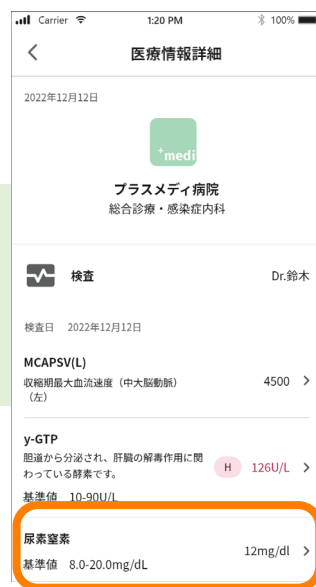 Carrier 1:20 PM 100%
医療情報詳細
2022年12月12日
+medi
プラスメディ病院
総合診療・感染症内科
検査 Dr.鈴木
検査日 2022年12月12日
MCAPSV(L)
収縮期最大血流速度（中大脳動脈） 4500
（左）
y-GTP
胆道から分泌され、肝臓の解毒作用に関 H 126U/L
わっている酵素です。
基準値 10-90U/L
尿素窒素 12mg/dl
基準値 8.0-20.0mg/dL